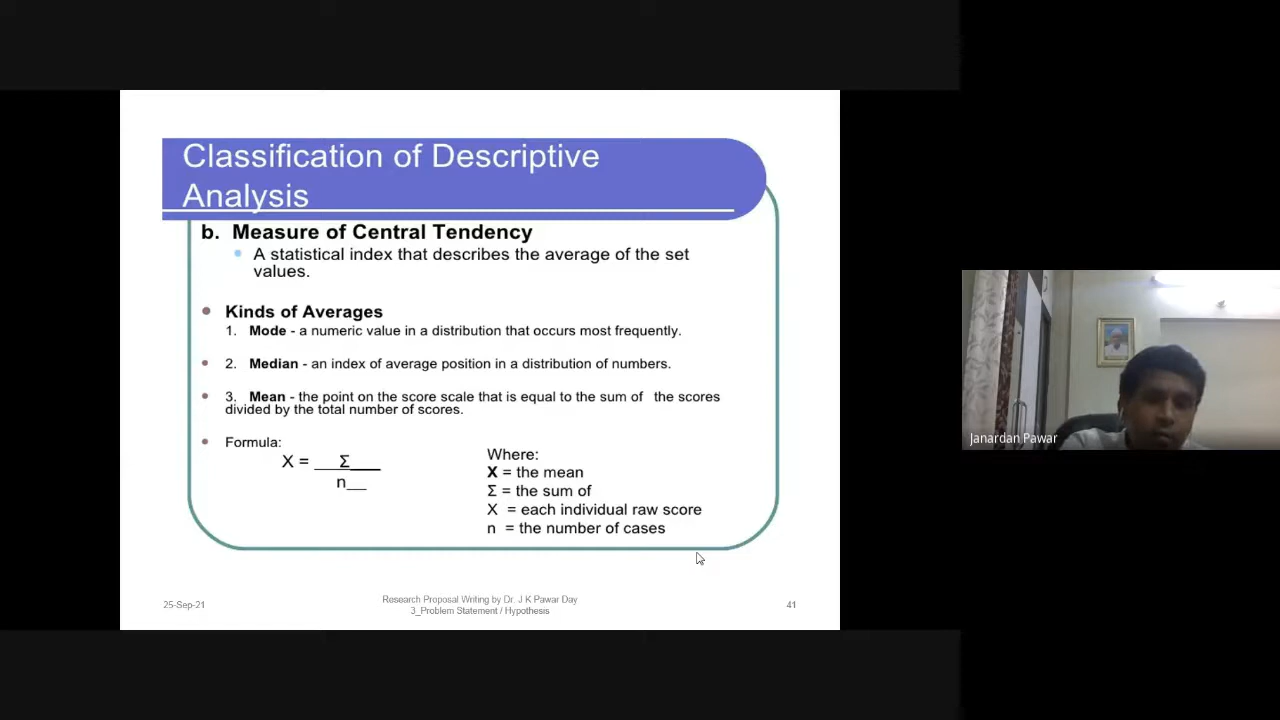 Classification of Descriptive
Analysis
b. Measure of Central Tendency
A statistical index that describes the average of the set
values.
Kinds of Averages
1. Mode - a numeric value in a distribution that occurs most frequently.
2. Median - an index of average position in a distribution of numbers.
3. Mean - the point on the score scale that is equal to the sum of the scores
divided by the total number of scores.
Formula:
X = ___Σ___
n__
Where:
X = the mean
Σ = the sum of
X = each individual raw score
n = the number of cases
25-Sep-21
Research Proposal Writing by Dr. J K Pawar Day
3_Problem Statement / Hypothesis
41
Janardan Pawar